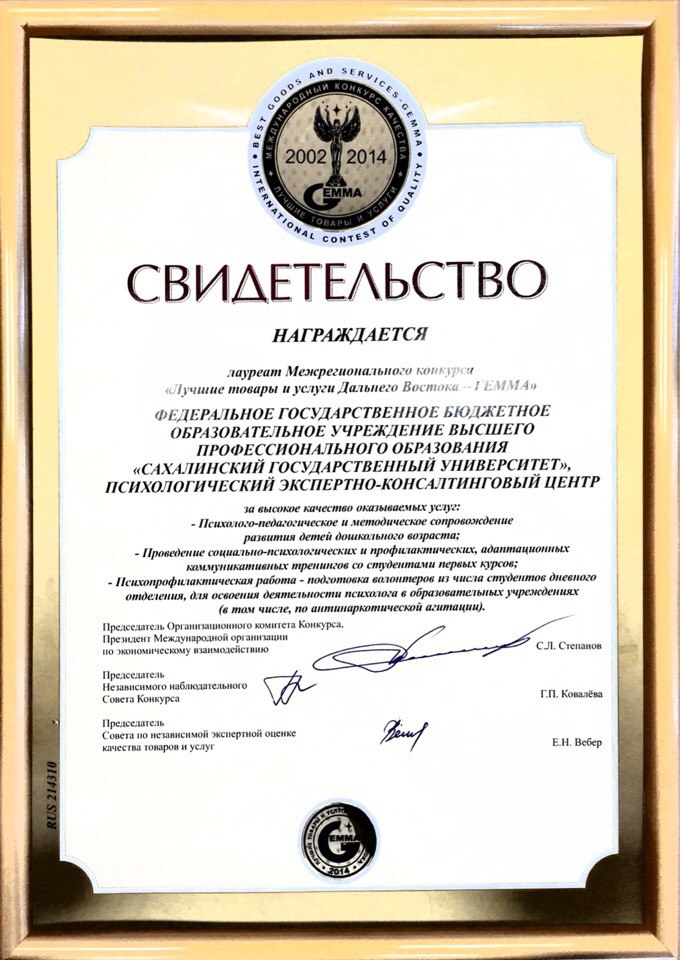 BEST GOODS AND SERVICES-GEMMA
INTERNATIONAL CONTEST OF QUALITY
МЕЖДУНАРОДНЫЙ КОНКУРС КАЧЕСТВА
2002 2014
GEMMA
ЛУЧШИЕ ТОВАРЫ И УСЛУГИ
СВИДЕТЕЛЬСТВО
НАГРАЖДАЕТСЯ
лауреат Межрегионального конкурса
«Лучшие товары и услуги Дальнего Востока – ГЕММА»
ФЕДЕРАЛЬНОЕ ГОСУДАРСТВЕННОЕ БЮДЖЕТНОЕ
ОБРАЗОВАТЕЛЬНОЕ УЧРЕЖДЕНИЕ ВЫСШЕГО
ПРОФЕССИОНАЛЬНОГО ОБРАЗОВАНИЯ
«САХАЛИНСКИЙ ГОСУДАРСТВЕННЫЙ УНИВЕРСИТЕТ»,
ПСИХОЛОГИЧЕСКИЙ ЭКСПЕРТНО-КОНСАЛТИНГОВЫЙ ЦЕНТР
за высокое качество оказываемых услуг:
- Психолого-педагогическое и методическое сопровождение
развития детей дошкольного возраста;
- Проведение социально-психологических и профилактических, адаптационных
коммуникативных тренингов со студентами первых курсов;
- Психопрофилактическая работа - подготовка волонтеров из числа студентов дневного
отделения, для освоения деятельности психолога в образовательных учреждениях
(в том числе, по антинаркотической агитации).
Председатель Организационного комитета Конкурса,
Президент Международной организации
по экономическому взаимодействию
С.Л. Степанов
Председатель
Независимого наблюдательного
Совета Конкурса
Г.П. Ковалёва
Председатель
Совета по независимой экспертной оценке
качества товаров и услуг
Е.Н. Вебер
RUS 214310
ЛУЧШИЕ ТОВАРЫ И УСЛУГИ
GEMMA
2014